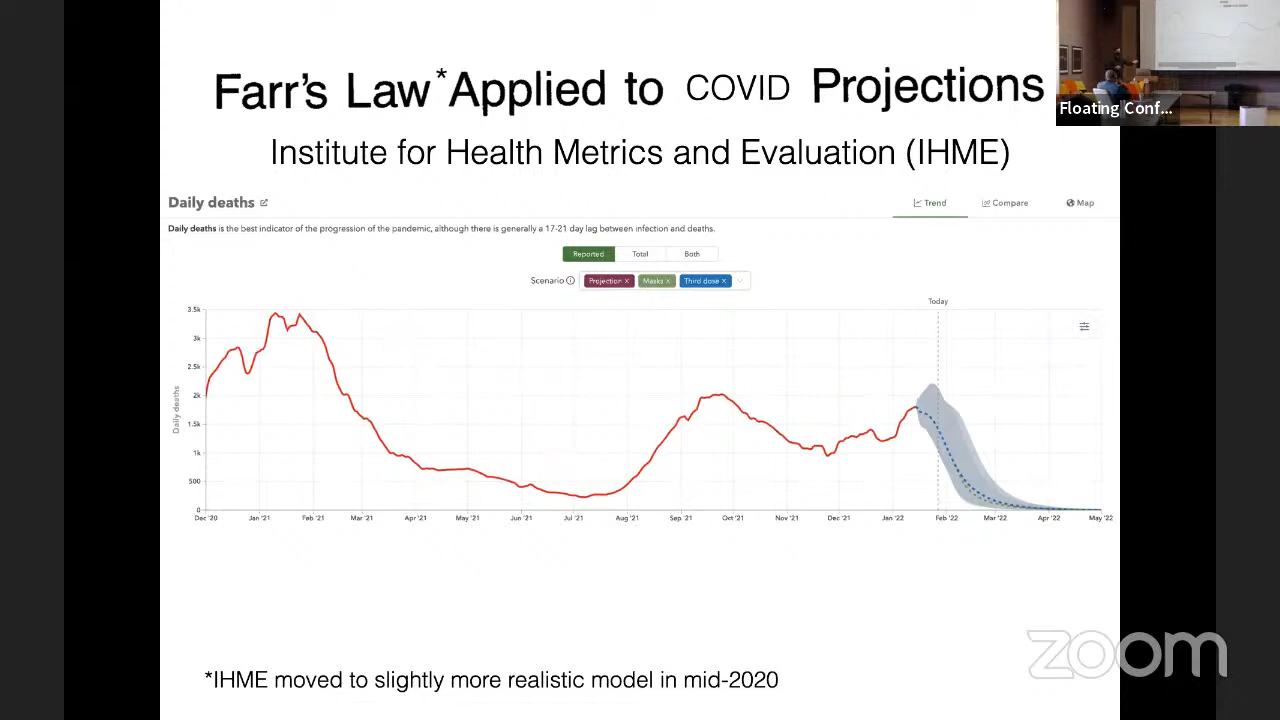 Farr's Law* Applied to COVID Projections
Floating Conf...
Institute for Health Metrics and Evaluation (IHME)
Daily deaths
Trend
Compare
Map
Daily deaths is the best indicator of the progression of the pandemic, although there is generally a 17-21 day lag between infection and deaths.
Reported
Total
Both
Scenario
Projection ×
Masks ×
Third dose ×
Today
3.5k
3k
2.5k
2k
1.5k
1k
500
0
Daily deaths
Dec '20
Jan '21
Feb '21
Mar '21
Apr '21
May '21
Jun '21
Jul '21
Aug '21
Sep '21
Oct '21
Nov '21
Dec '21
Jan '22
Feb '22
Mar '22
Apr '22
May '22
zoom
*IHME moved to slightly more realistic model in mid-2020